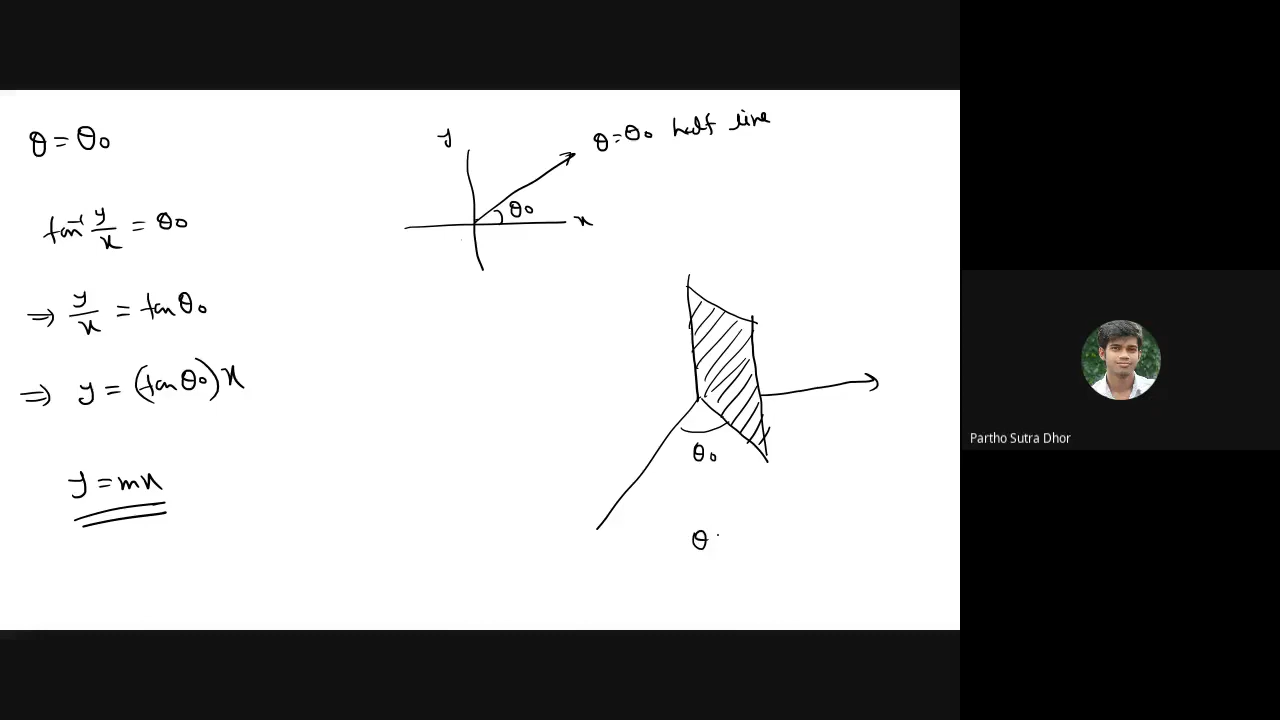 θ = θ₀
tan⁻¹ y/x = θ₀
⇒ y/x = tan θ₀
⇒ y = (tan θ₀) x
y = mx
y
θ = θ₀ half line
θ₀
x
θ₀
θ
Partho Sutra Dhor